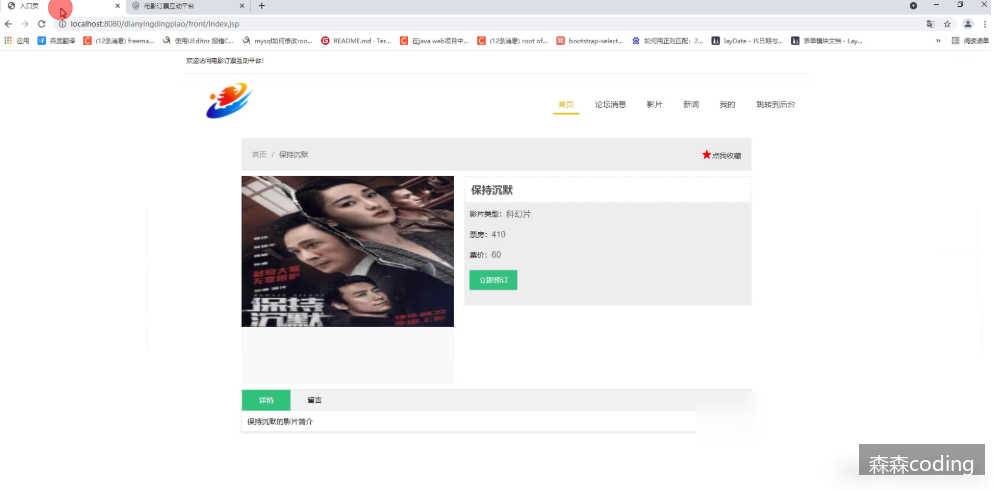 入口页
电影订票互动平台
localhost:8080/dianyingdingpiao/front/index.jsp
应用 百度翻译 (12条消息) freema... 使用UEditor 报错C... mysql如何修改roo... README.md · Ter... 在java web项目中... (12条消息) root of... bootstrap-select... 如何用正则匹配：2... layDate - JS日期与... 表单模块文档 - Lay... » 阅读清单
欢迎访问电影订票互动平台！
首页 论坛消息 影片 新闻 我的 跳转到后台
首页 / 保持沉默
点我收藏
保持沉默
保持沉默
影片类型：科幻片
票房：410
票价：60
立即预订
详情 留言
保持沉默的影片简介
森森coding